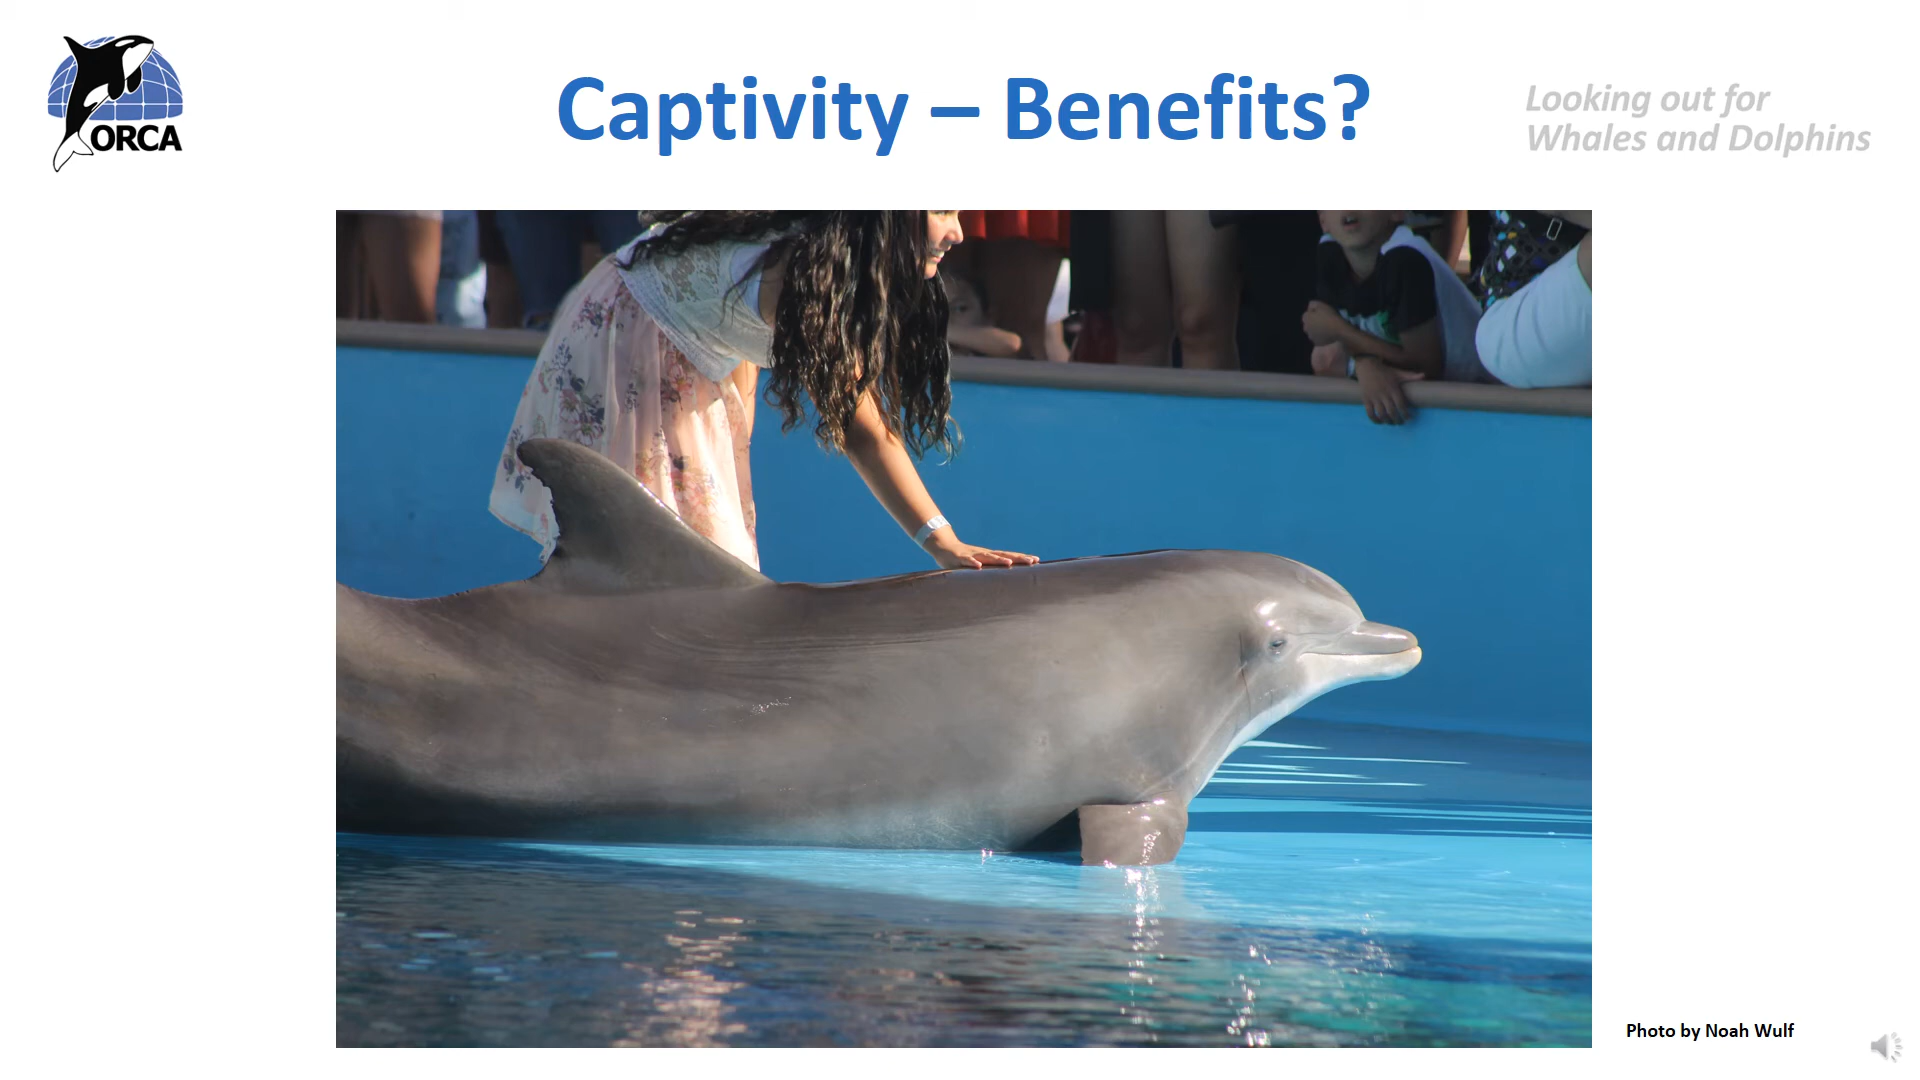 ORCA
Captivity – Benefits?
Looking out for
Whales and Dolphins
Photo by Noah Wulf